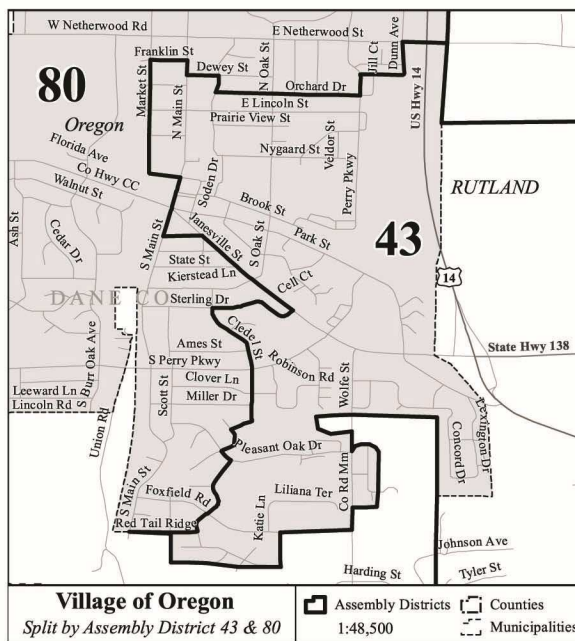 W Netherwood Rd
E Netherwood St
Dunn Ave
Jill Ct
Franklin St
Dewey St
N Oak St
Orchard Dr
80
Market St
N Main St
E Lincoln St
US Hwy 14
Oregon
Prairie View St
Florida Ave
Nygaard St
Veldor St
Co Hwy CC
Soden Dr
Perry Pkwy
RUTLAND
Walnut St
Brook St
Ash St
Cedar Dr
S Main St
Janesville St
Park St
43
State St
S Oak St
Kierstead Ln
Cell Ct
14
DANE CO
Sterling Dr
S Burr Oak Ave
Ames St
Cledell St
State Hwy 138
S Perry Pkwy
Robinson Rd
Wolfe St
Leeward Ln
Clover Ln
Lincoln Rd
Scott St
Miller Dr
Lexington Dr
Union Rd
Concord Dr
Pleasant Oak Dr
S Main St
Foxfield Rd
Katie Ln
Liliana Ter
Co Rd Mm
Red Tail Ridge
Johnson Ave
Harding St
Tyler St
Village of Oregon
Split by Assembly District 43 & 80
Assembly Districts
Counties
1:48,500
Municipalities